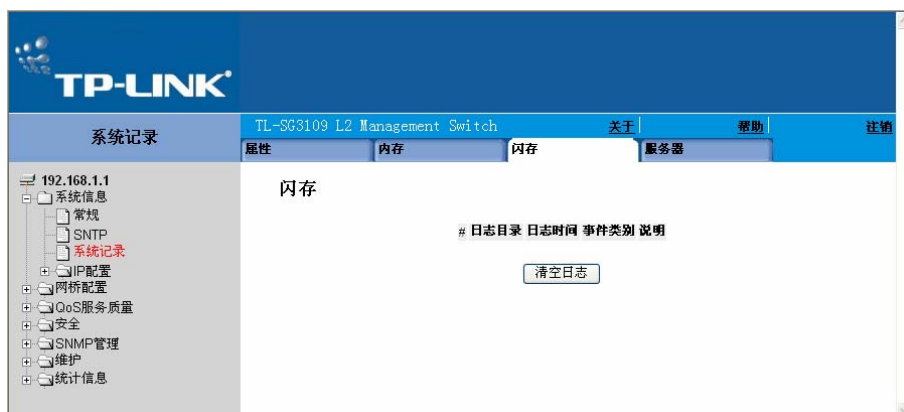 TP-LINK
系统记录
TL-SG3109 L2 Management Switch 关于 帮助 注销
属性 内存 闪存 服务器
192.168.1.1
系统信息
常规
SNTP
系统记录
IP配置
网桥配置
QoS服务质量
安全
SNMP管理
维护
统计信息
闪存
# 日志目录 日志时间 事件类别 说明
清空日志